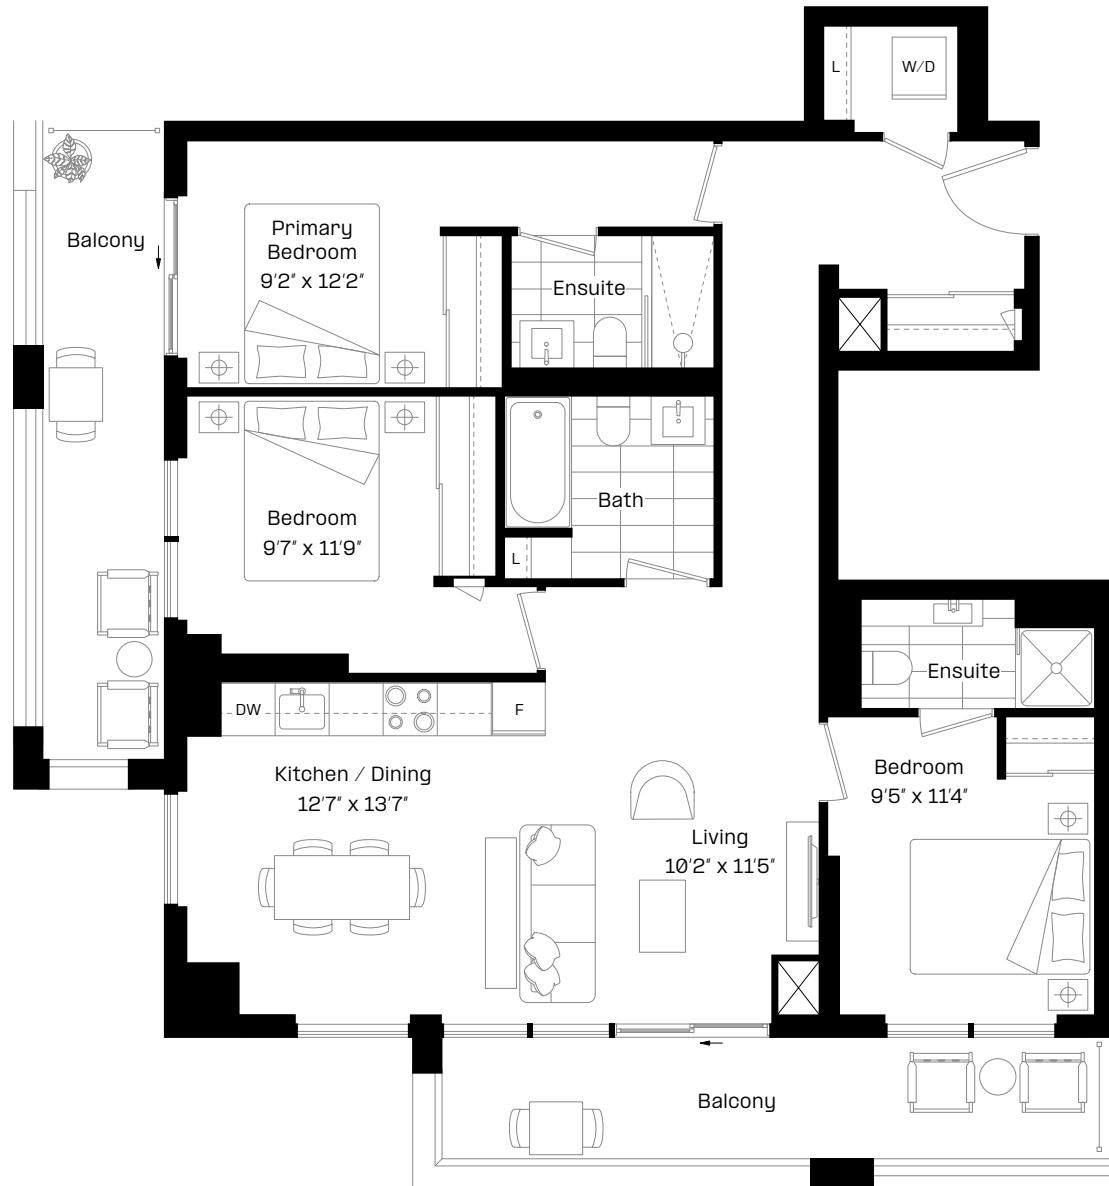 L
W/D
Balcony
Primary
Bedroom
9'2" x 12'2"
Ensuite
Bedroom
9'7" x 11'9"
Bath
L
DW
F
Ensuite
Kitchen / Dining
12'7" x 13'7"
Living
10'2" x 11'5"
Bedroom
9'5" x 11'4"
Balcony